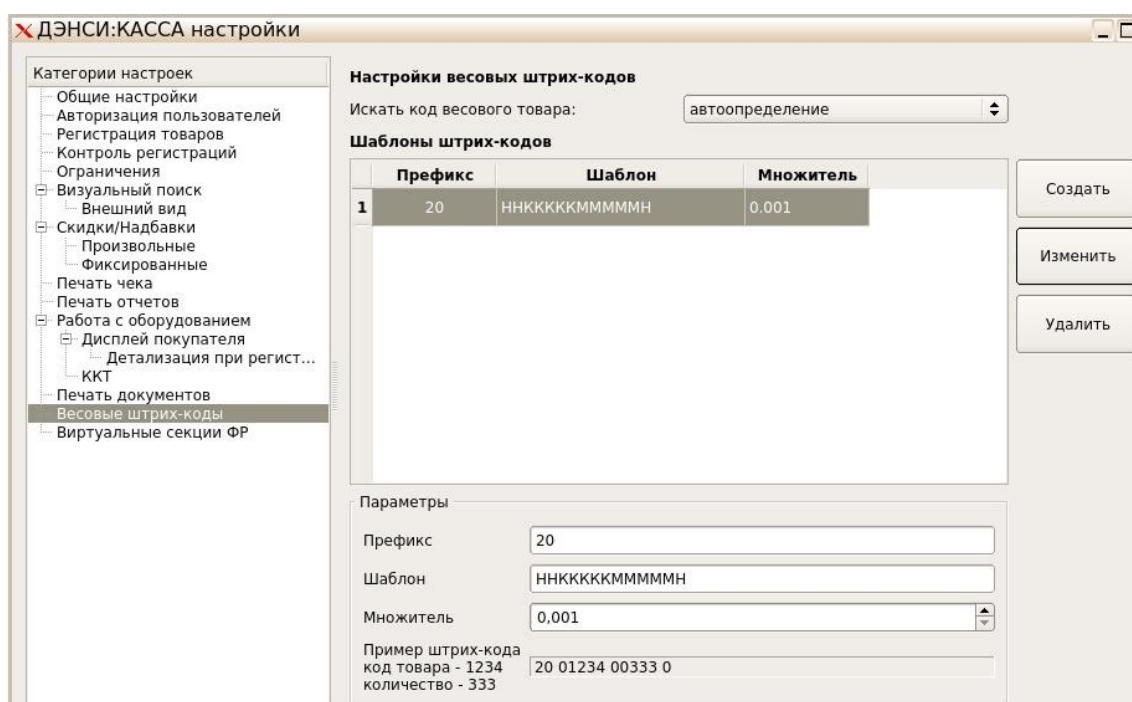 ДЭНСИ:КАССА настройки
Категории настроек
Общие настройки
Авторизация пользователей
Регистрация товаров
Контроль регистраций
Ограничения
Визуальный поиск
Внешний вид
Скидки/Надбавки
Произвольные
Фиксированные
Печать чека
Печать отчетов
Работа с оборудованием
Дисплей покупателя
Детализация при регист...
ККТ
Печать документов
Весовые штрих-коды
Виртуальные секции ФР
Настройки весовых штрих-кодов
Искать код весового товара: автоопределение
Шаблоны штрих-кодов
Префикс Шаблон Множитель
1 20 ННКККККМММММН 0.001
Создать
Изменить
Удалить
Параметры
Префикс 20
Шаблон ННКККККМММММН
Множитель 0,001
Пример штрих-кода
код товара - 1234 20 01234 00333 0
количество - 333